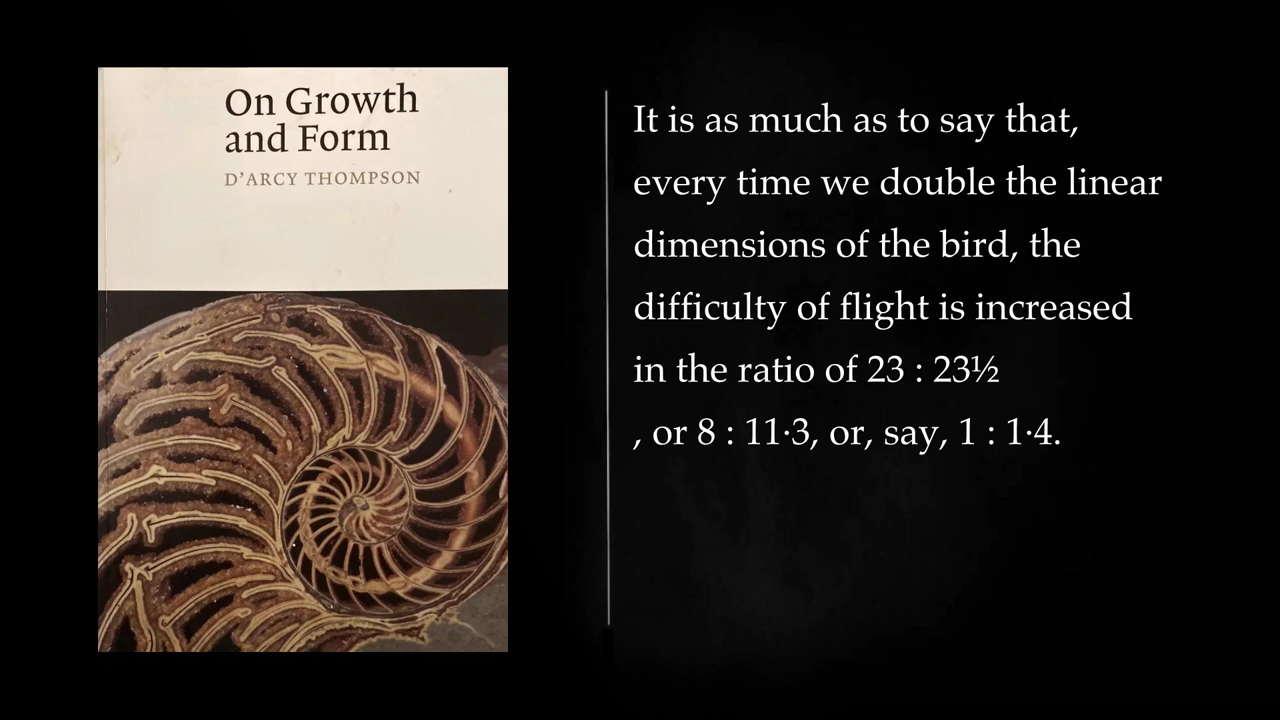 On Growth
and Form
D'ARCY THOMPSON
It is as much as to say that,
every time we double the linear
dimensions of the bird, the
difficulty of flight is increased
in the ratio of 23 : 23½
, or 8 : 11·3, or, say, 1 : 1·4.